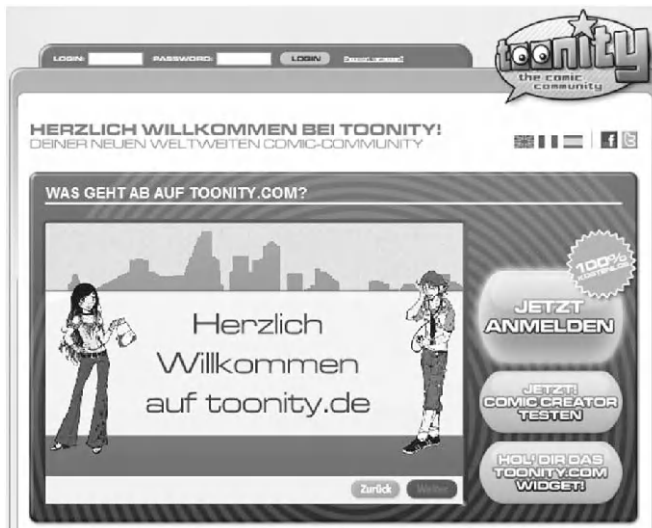 LOGIN:
PASSWORD:
LOGIN
toonity
the comic
community
HERZLICH WILLKOMMEN BEI TOONITY!
DEINER NEUEN WELTWEITEN COMIC-COMMUNITY
WAS GEHT AB AUF TOONITY.COM?
100%
KOSTENLOS
Herzlich
Willkommen
auf toonity.de
JETZT
ANMELDEN
JETZT!
COMIC CREATOR
TESTEN
HOL' DIR DAS
TOONITY.COM
WIDGET!
Zurück
Weiter